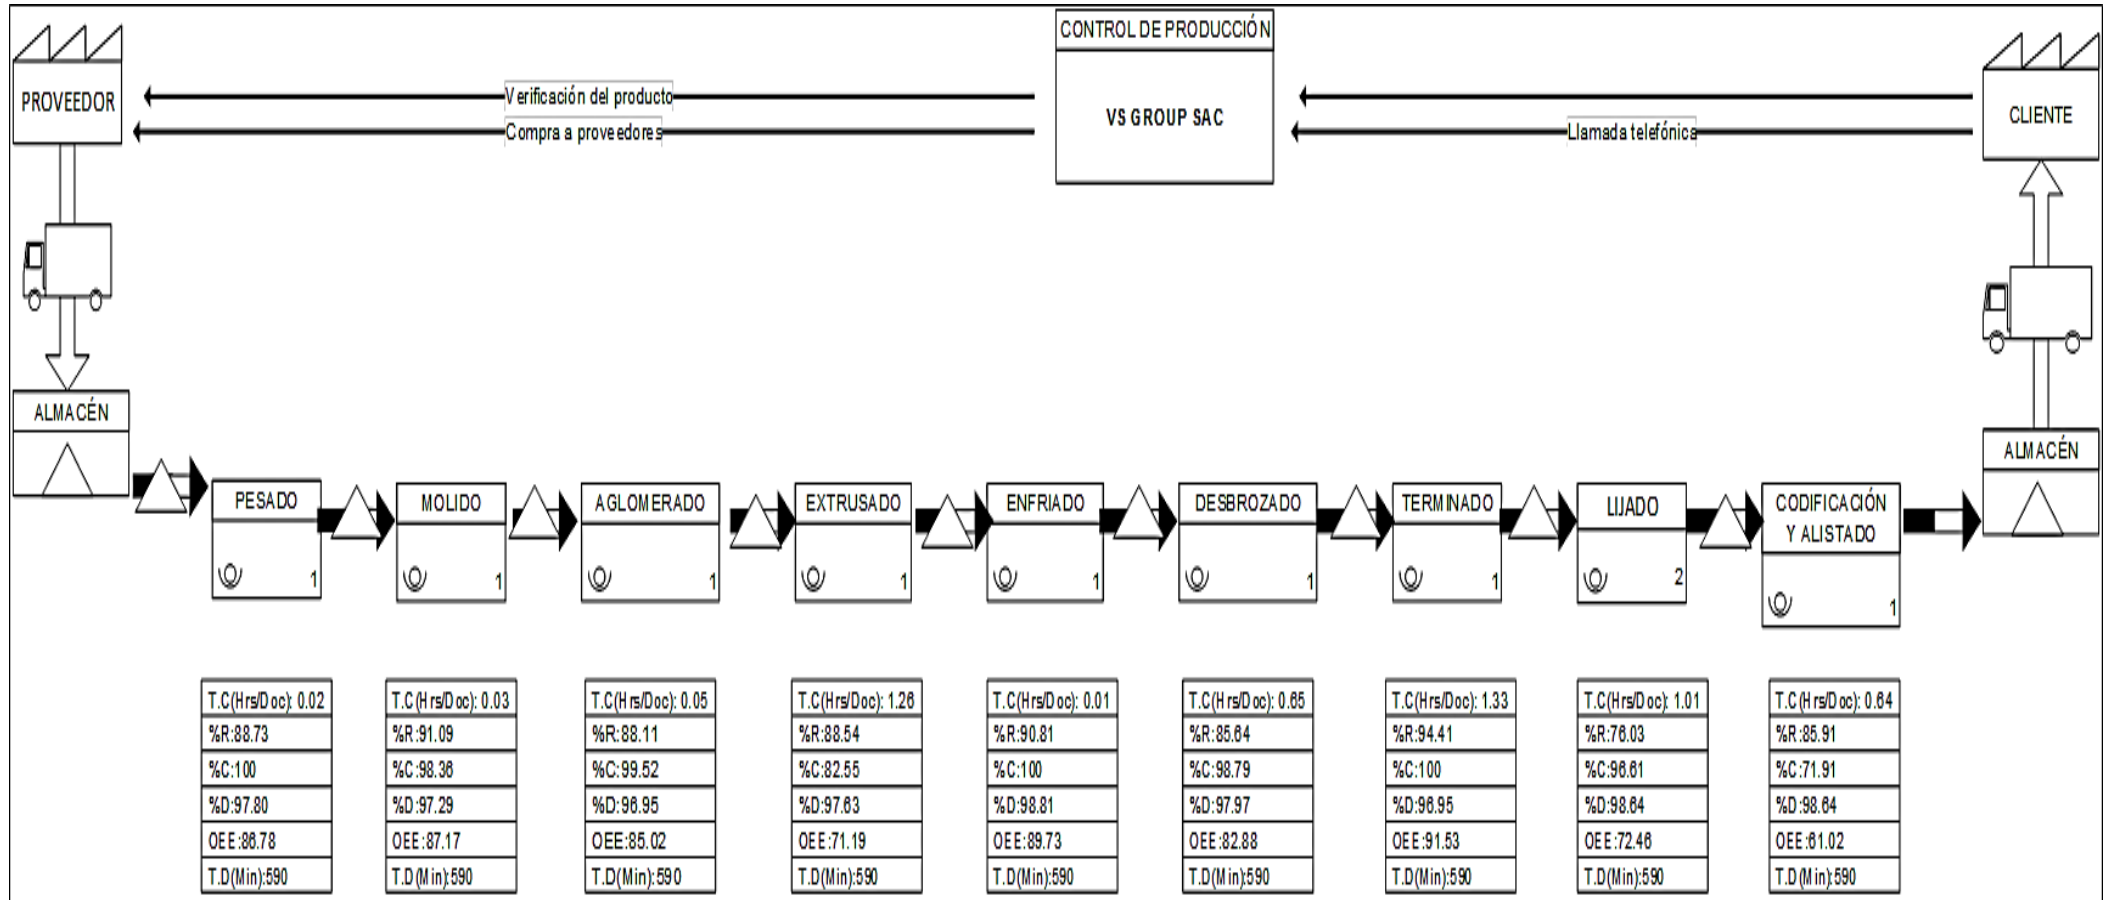 CONTROL DE PRODUCCIÓN
VS GROUP SAC
PROVEEDOR
Verificación del producto
Compra a proveedores
Llamada telefónica
CLIENTE
ALMACÉN
ALMACÉN
PESADO
1
MOLIDO
1
AGLOMERADO
1
EXTRUSADO
1
ENFRIADO
1
DESBROZADO
1
TERMINADO
1
LIJADO
2
CODIFICACIÓN
Y ALISTADO
1
T.C(Hrs/Doc): 0.02
%R:88.73
%C:100
%D:97.80
OEE:86.78
T.D(Min):590
T.C(Hrs/Doc): 0.03
%R:91.09
%C:98.36
%D:97.29
OEE:87.17
T.D(Min):590
T.C(Hrs/Doc): 0.05
%R:88.11
%C:99.52
%D:96.95
OEE:85.02
T.D(Min):590
T.C(Hrs/Doc): 1.26
%R:88.54
%C:82.55
%D:97.63
OEE:71.19
T.D(Min):590
T.C(Hrs/Doc): 0.01
%R:90.81
%C:100
%D:98.81
OEE:89.73
T.D(Min):590
T.C(Hrs/Doc): 0.65
%R:85.64
%C:98.79
%D:97.97
OEE:82.88
T.D(Min):590
T.C(Hrs/Doc): 1.33
%R:94.41
%C:100
%D:96.95
OEE:91.53
T.D(Min):590
T.C(Hrs/Doc): 1.01
%R:76.03
%C:96.61
%D:98.64
OEE:72.46
T.D(Min):590
T.C(Hrs/Doc): 0.64
%R:85.91
%C:71.91
%D:98.64
OEE:61.02
T.D(Min):590